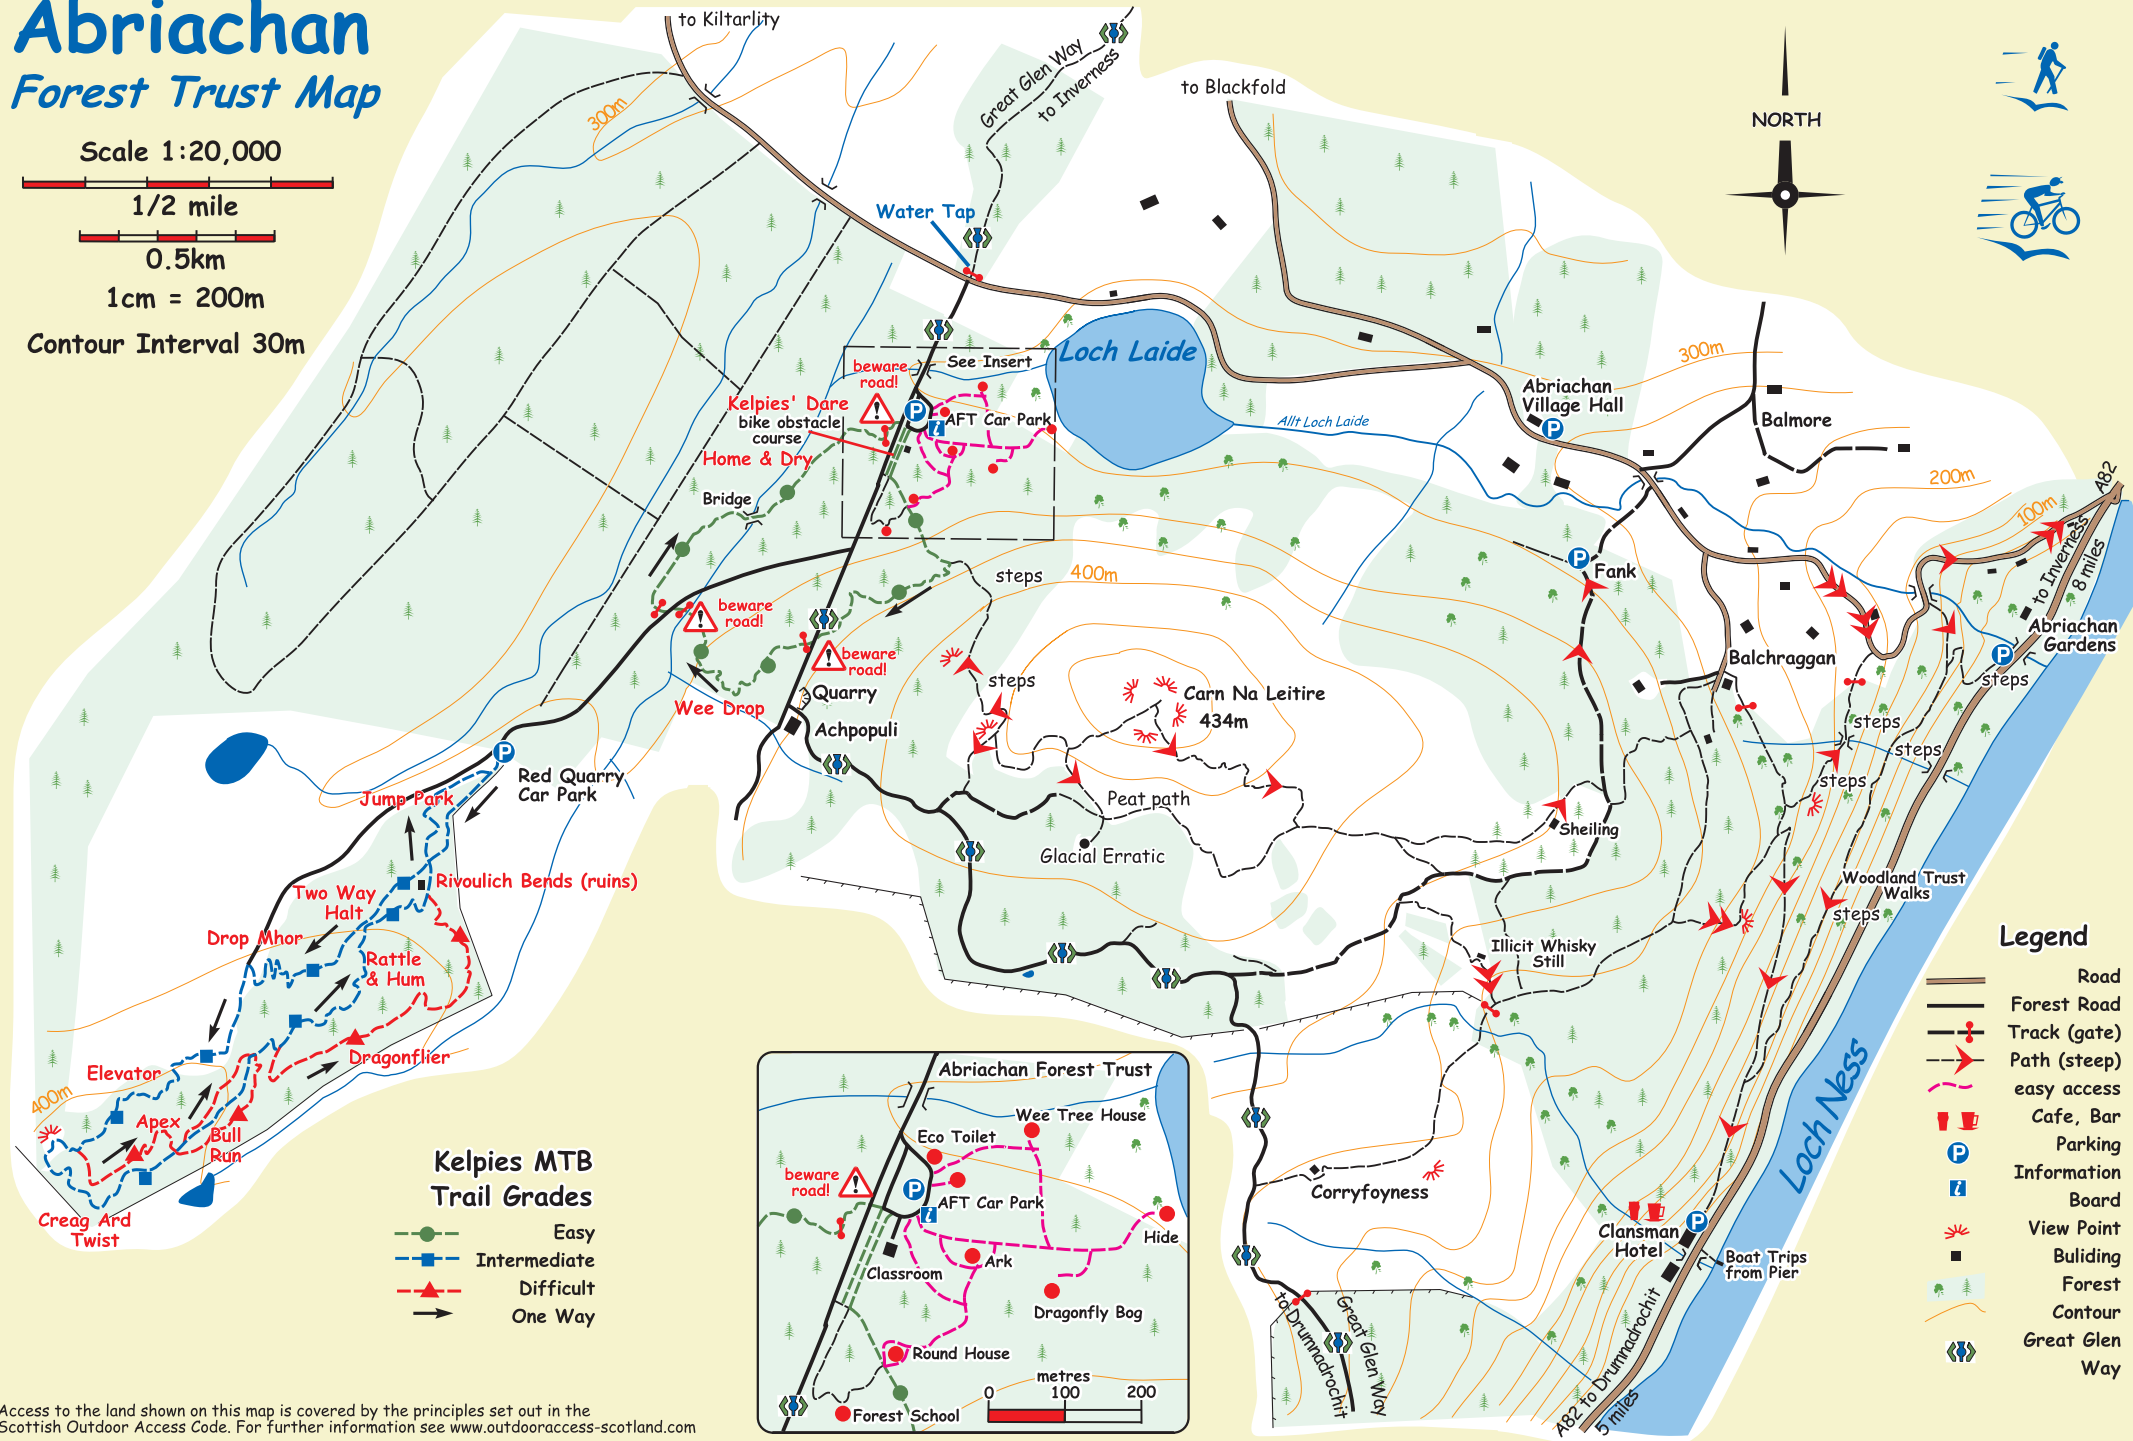 Abriachan
Forest Trust Map
Scale 1:20,000
1/2 mile
0.5km
1cm = 200m
Contour Interval 30m
to Kiltarlity
300m
Great Glen Way
to Inverness
to Blackfold
NORTH
Water Tap
Loch Laide
See Insert
beware
road!
Kelpies' Dare
bike obstacle
course
Home & Dry
P
i
AFT Car Park
Bridge
Allt Loch Laide
Abriachan
Village Hall
P
300m
Balmore
200m
100m
A82
to Inverness
8 miles
P
Fank
steps
400m
beware
road!
beware
road!
Wee Drop
Quarry
Achpopuli
steps
Carn Na Leitire
434m
Balchraggan
Abriachan
Gardens
P
steps
steps
steps
steps
Peat path
Glacial Erratic
Sheiling
P
Red Quarry
Car Park
Jump Park
Rivoulich Bends (ruins)
Two Way
Halt
Drop Mhor
Rattle
& Hum
Dragonflier
Elevator
400m
Apex
Bull
Run
Creag Ard
Twist
Woodland Trust
Walks
steps
Illicit Whisky
Still
Corryfoyness
Loch Ness
Clansman
Hotel
P
Boat Trips
from Pier
to Drumnadrochit
Great Glen Way
A82 to Drumnadrochit
5 miles
Kelpies MTB
Trail Grades
Easy
Intermediate
Difficult
One Way
Abriachan Forest Trust
Wee Tree House
Eco Toilet
beware
road!
P
AFT Car Park
i
Hide
Classroom
Ark
Dragonfly Bog
Round House
metres
0 100 200
Forest School
Legend
Road
Forest Road
Track (gate)
Path (steep)
easy access
Cafe, Bar
P Parking
i Information
Board
View Point
Buliding
Forest
Contour
Great Glen
Way
Access to the land shown on this map is covered by the principles set out in the
Scottish Outdoor Access Code. For further information see www.outdooraccess-scotland.com